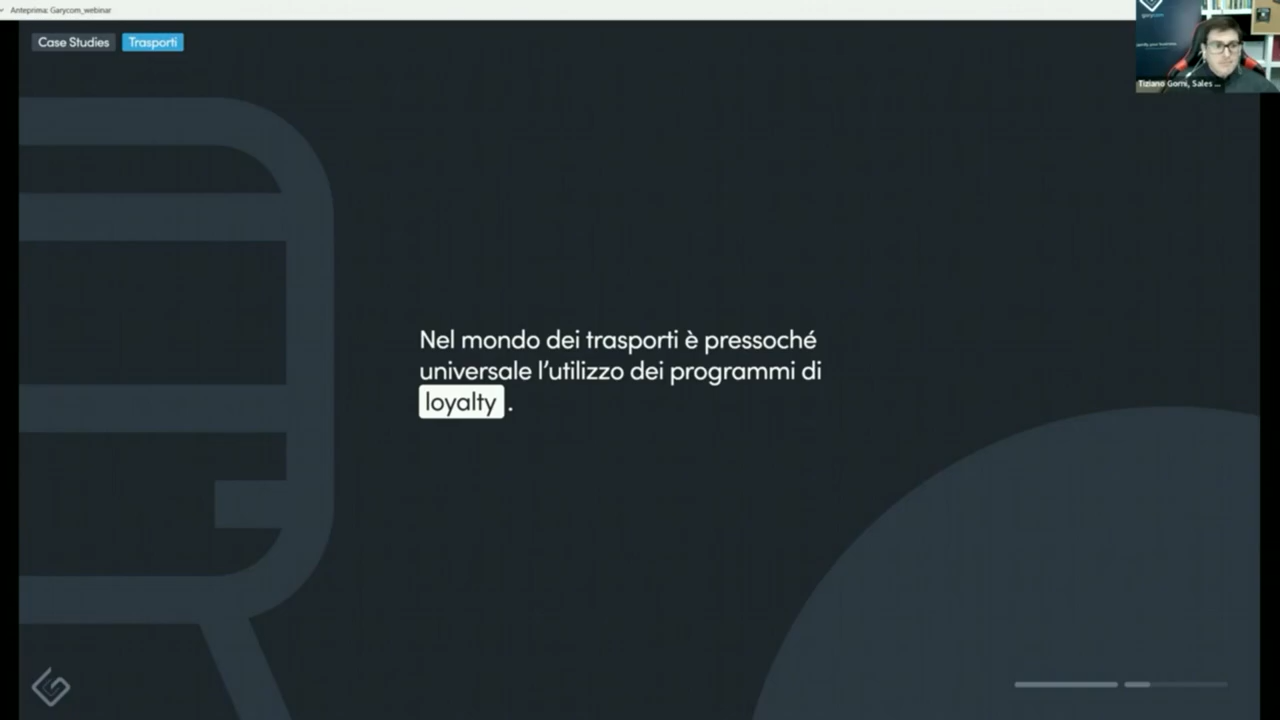 Anteprima: Garycom_webinar
Case Studies Trasporti
garycom
Tiziano Gorni, Sales ...
Nel mondo dei trasporti è pressoché
universale l'utilizzo dei programmi di
loyalty .